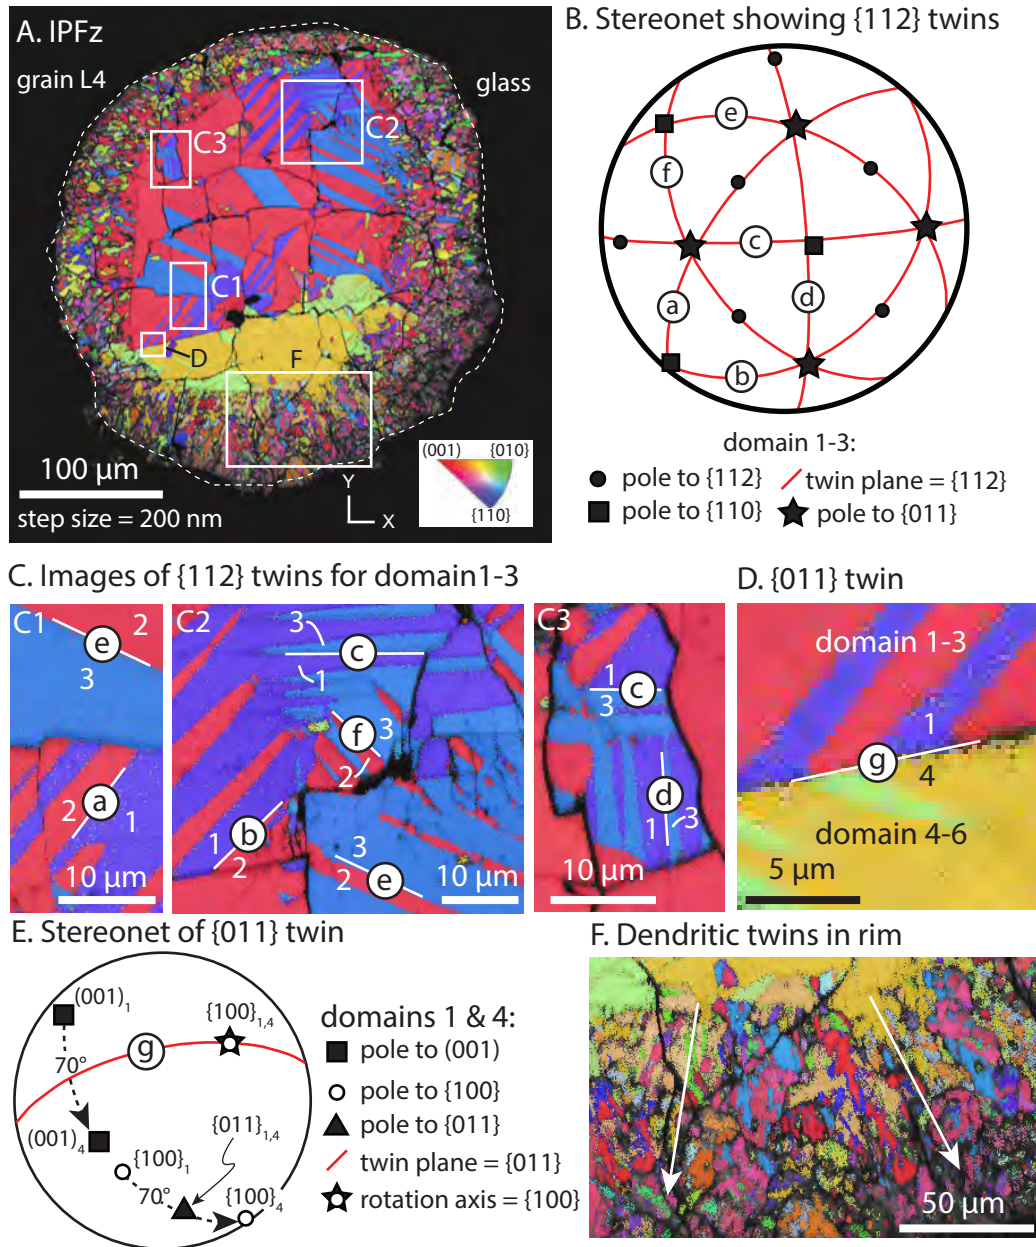 A. IPFz
grain L4
glass
C3
C2
C1
D
F
100 µm
step size = 200 nm
Y
X
(001)
{010}
{110}
B. Stereonet showing {112} twins
e
f
c
a
d
b
domain 1-3:
pole to {112}
twin plane = {112}
pole to {110}
pole to {011}
C. Images of {112} twins for domain1-3
C1
2
e
3
2
a
1
10 µm
C2
3
c
1
f
3
2
1
b
2
3
2
e
10 µm
C3
1
c
3
d
1
3
10 µm
D. {011} twin
domain 1-3
1
g
4
domain 4-6
5 µm
E. Stereonet of {011} twin
(001)₁
{100}₁,₄
g
70°
(001)₄
{011}₁,₄
{100}₁
70°
{100}₄
domains 1 & 4:
pole to (001)
pole to {100}
pole to {011}
twin plane = {011}
rotation axis = {100}
F. Dendritic twins in rim
50 µm